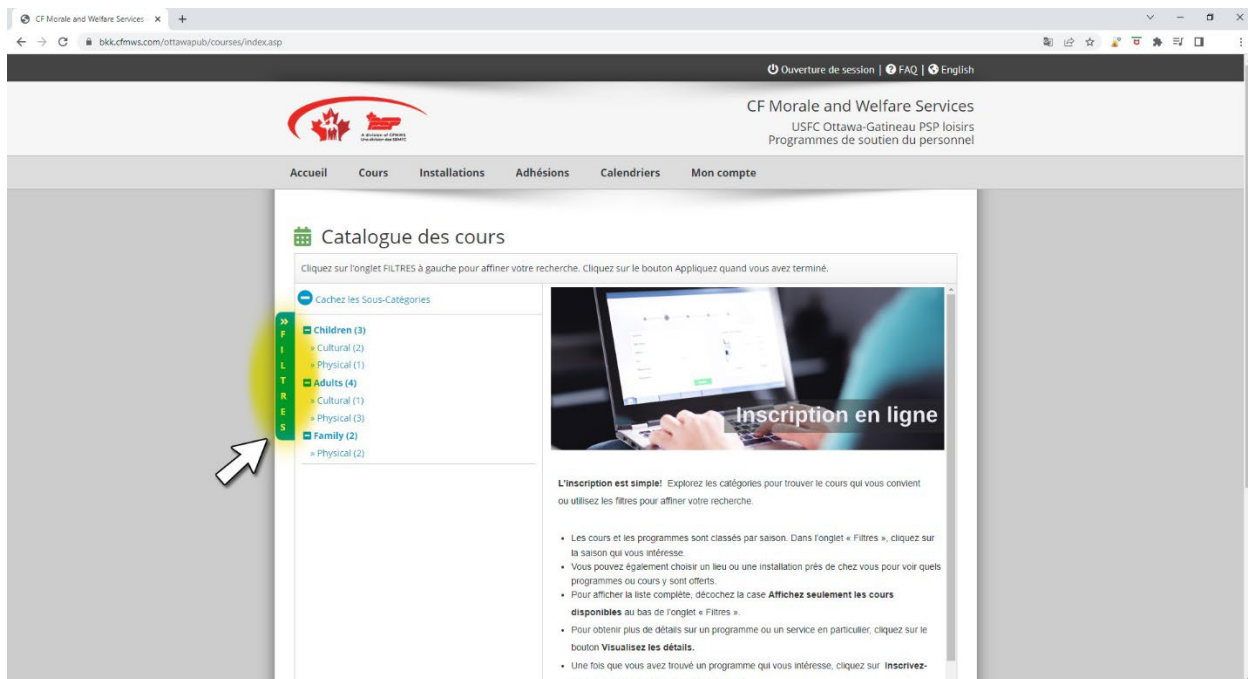 CF Morale and Welfare Services
bkk.cfmws.com/ottawapub/courses/index.asp
Ouverture de session | FAQ | English
A division of CFMWS
Une division des SBMFC
PSP
CF Morale and Welfare Services
USFC Ottawa-Gatineau PSP loisirs
Programmes de soutien du personnel
Accueil Cours Installations Adhésions Calendriers Mon compte
Catalogue des cours
Cliquez sur l'onglet FILTRES à gauche pour affiner votre recherche. Cliquez sur le bouton Appliquez quand vous avez terminé.
Cachez les Sous-Catégories
» FILTRES
Children (3)
» Cultural (2)
» Physical (1)
Adults (4)
» Cultural (1)
» Physical (3)
Family (2)
» Physical (2)
Inscription en ligne
L'inscription est simple! Explorez les catégories pour trouver le cours qui vous convient
ou utilisez les filtres pour affiner votre recherche.
• Les cours et les programmes sont classés par saison. Dans l'onglet « Filtres », cliquez sur
la saison qui vous intéresse.
• Vous pouvez également choisir un lieu ou une installation près de chez vous pour voir quels
programmes ou cours y sont offerts.
• Pour afficher la liste complète, décochez la case Affichez seulement les cours
disponibles au bas de l'onglet « Filtres ».
• Pour obtenir plus de détails sur un programme ou un service en particulier, cliquez sur le
bouton Visualisez les détails.
• Une fois que vous avez trouvé un programme qui vous intéresse, cliquez sur Inscrivez-